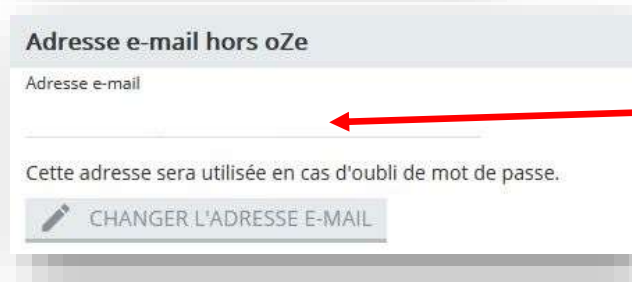 Adresse e-mail hors oZe
Adresse e-mail
Cette adresse sera utilisée en cas d'oubli de mot de passe.
CHANGER L'ADRESSE E-MAIL